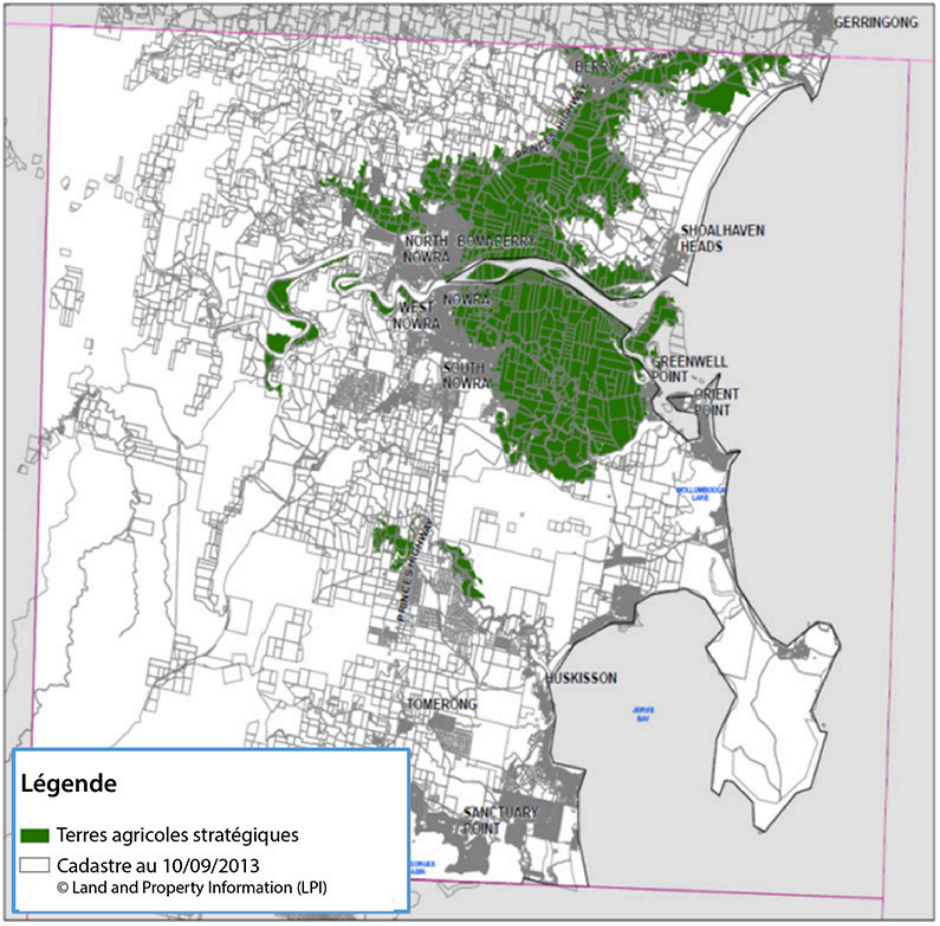 GERRINGONG
BERRY
PRINCES HIGHWAY
SHOALHAVEN
HEADS
NORTH
NOWRA
BOMADERRY
NOWRA
WEST
NOWRA
SOUTH
NOWRA
GREENWELL
POINT
ORIENT
POINT
WOLLUMBOOLA
LAKE
PRINCES HIGHWAY
HUSKISSON
TOMERONG
JERVIS
BAY
SANCTUARY
POINT
Légende
Terres agricoles stratégiques
Cadastre au 10/09/2013
© Land and Property Information (LPI)